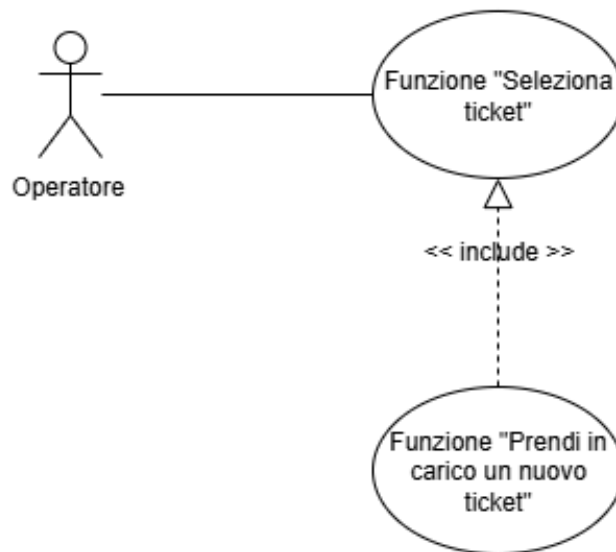 Funzione "Seleziona
ticket"
Operatore
<< include >>
Funzione "Prendi in
carico un nuovo
ticket"